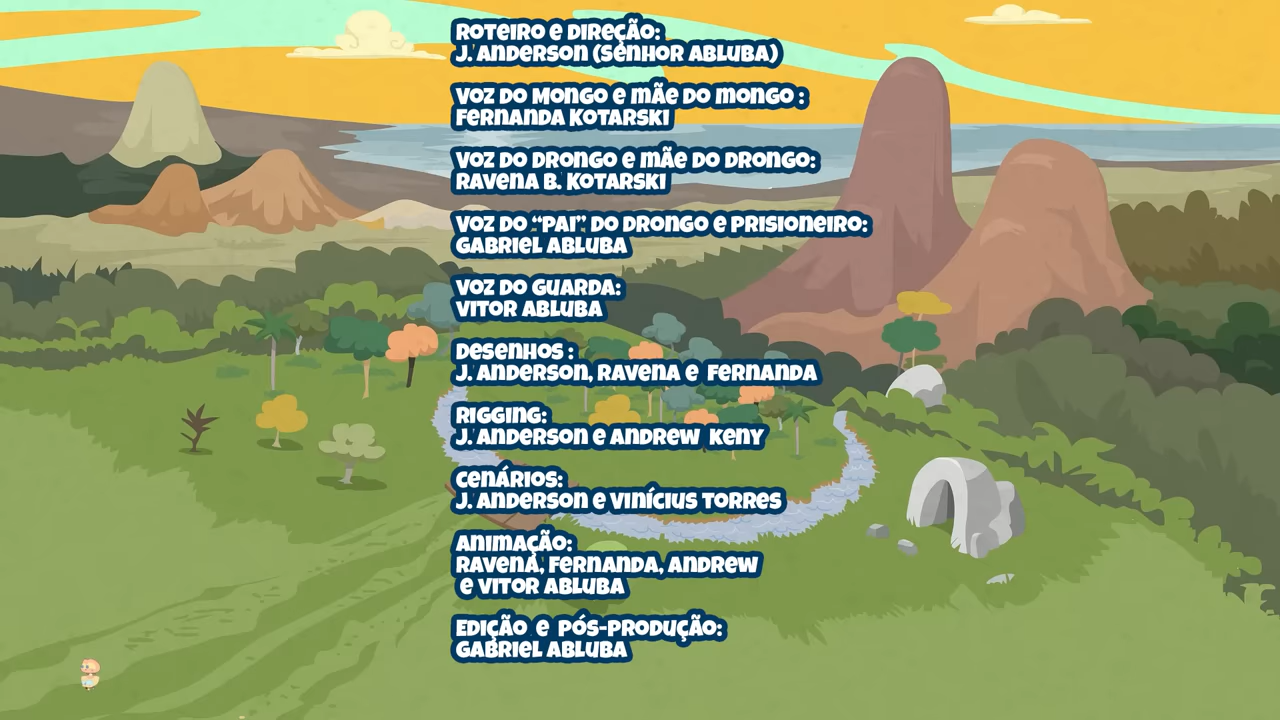 Roteiro e Direção:
J. Anderson (Senhor Abluba)
Voz do Mongo e mãe do mongo :
Fernanda Kotarski
Voz do Drongo e mãe do Drongo:
Ravena B. Kotarski
Voz do “Pai” do Drongo e Prisioneiro:
Gabriel Abluba
Voz do Guarda:
Vitor Abluba
Desenhos :
J. Anderson, Ravena e Fernanda
Rigging:
J. Anderson e Andrew Keny
Cenários:
J. Anderson e Vinícius Torres
Animação:
Ravena, Fernanda, Andrew
e Vitor Abluba
Edição e Pós-Produção:
Gabriel Abluba